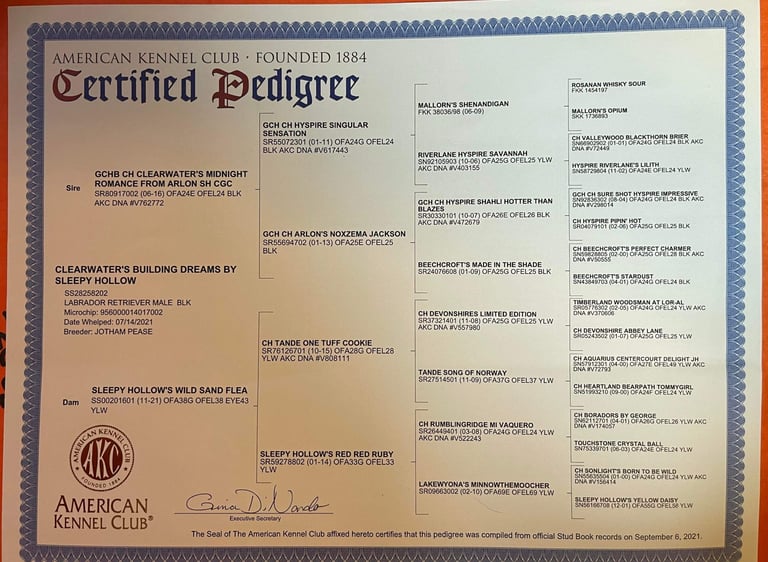 AMERICAN KENNEL CLUB · FOUNDED 1884
Certified Pedigree
Sire
GCHB CH CLEARWATER'S MIDNIGHT
ROMANCE FROM ARLON SH CGC
SR80917002 (06-16) OFA24E OFEL24 BLK
AKC DNA #V762772
CLEARWATER'S BUILDING DREAMS BY
SLEEPY HOLLOW
SS28258202
LABRADOR RETRIEVER MALE BLK
Microchip: 956000014017002
Date Whelped: 07/14/2021
Breeder: JOTHAM PEASE
Dam
SLEEPY HOLLOW'S WILD SAND FLEA
SS00201601 (11-21) OFA38G OFEL38 EYE43
YLW
GCH CH HYSPIRE SINGULAR
SENSATION
SR55072301 (01-11) OFA24G OFEL24
BLK AKC DNA #V617443
GCH CH ARLON'S NOXZEMA JACKSON
SR55694702 (01-13) OFA25E OFEL25
BLK
CH TANDE ONE TUFF COOKIE
SR76126701 (10-15) OFA28G OFEL28
YLW AKC DNA #V808111
SLEEPY HOLLOW'S RED RED RUBY
SR59278802 (01-14) OFA33G OFEL33
YLW
MALLORN'S SHENANDIGAN
FKK 38036/98 (06-09)
RIVERLANE HYSPIRE SAVANNAH
SN92105903 (10-06) OFA25G OFEL25 YLW
AKC DNA #V403155
GCH CH HYSPIRE SHAHLI HOTTER THAN
BLAZES
SR30330101 (10-07) OFA26E OFEL26 BLK
AKC DNA #V472679
BEECHCROFT'S MADE IN THE SHADE
SR24076608 (01-09) OFA25G OFEL25 BLK
CH DEVONSHIRES LIMITED EDITION
SR37321401 (11-08) OFA25G OFEL25 YLW
AKC DNA #V557980
TANDE SONG OF NORWAY
SR27514501 (11-09) OFA37G OFEL37 YLW
CH RUMBLINGRIDGE MI VAQUERO
SR26449401 (03-08) OFA24G OFEL24 YLW
AKC DNA #V522243
LAKEWYONA'S MINNOWTHEMOOCHER
SR09663002 (02-10) OFA69E OFEL69 YLW
ROSANAN WHISKY SOUR
FKK 1454197
MALLORN'S OPIUM
SKK 1736893
CH VALLEYWOOD BLACKTHORN BRIER
SN66902902 (01-01) OFA24G OFEL24 BLK AKC
DNA #V72449
HYSPIRE RIVERLANE'S LILITH
SN58729804 (11-02) OFA24E OFEL24 YLW
GCH CH SURE SHOT HYSPIRE IMPRESSIVE
SN92836302 (08-04) OFA24G OFEL24 BLK AKC
DNA #V298014
CH HYSPIRE PIPIN' HOT
SR04079101 (02-06) OFA25G OFEL25 BLK
CH BEECHCROFT'S PERFECT CHARMER
SN59828805 (02-00) OFA25G OFEL28 BLK AKC
DNA #V50555
BEECHCROFT'S STARDUST
SN43849703 (04-01) OFA24G OFEL24 BLK
TIMBERLAND WOODSMAN AT LOR-AL
SR05776302 (02-05) OFA24G OFEL24 YLW AKC
DNA #V370606
CH DEVONSHIRE ABBEY LANE
SR05243502 (01-07) OFA25G OFEL25 YLW
CH AQUARIUS CENTERCOURT DELIGHT JH
SN57912301 (04-00) OFA27E OFEL49 YLW AKC
DNA #V72793
CH HEARTLAND BEARPATH TOMMYGIRL
SN51993210 (09-00) OFA24F OFEL24 YLW
CH BORADORS BY GEORGE
SN62112701 (04-01) OFA26G OFEL26 YLW AKC
DNA #V174057
TOUCHSTONE CRYSTAL BALL
SN75339701 (06-03) OFA24E OFEL24 YLW
CH SONLIGHT'S BORN TO BE WILD
SN55635504 (01-00) OFA24G OFEL24 YLW AKC
DNA #V156414
SLEEPY HOLLOW'S YELLOW DAISY
SN56166708 (12-01) OFA55G OFEL56 YLW
AMERICAN KENNEL CLUB
AKC
FOUNDED 1884
AMERICAN
KENNEL CLUB®
Gina DiNardo
Executive Secretary
The Seal of The American Kennel Club affixed hereto certifies that this pedigree was compiled from official Stud Book records on September 6, 2021.